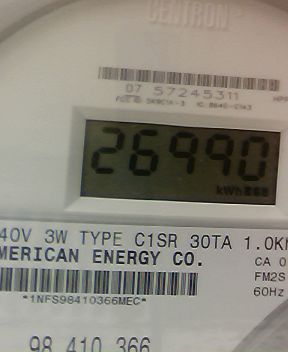 CENTRON
07 57245311
26990
kWh
40V 3W TYPE C1SR 30TA 1.0K
MERICAN ENERGY CO.
CA 0
FM2S
60Hz
*1NFS98410366MEC*
98 410 366